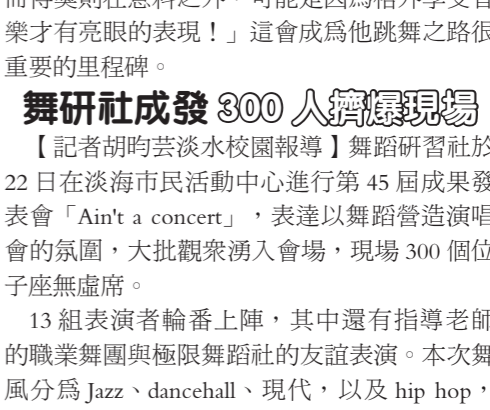 而得獎則在意料之外，可能是因為格外享受音
樂才有亮眼的表現！」這會成為他跳舞之路很
重要的里程碑。
舞研社成發 300 人擠爆現場
【記者胡昀芸淡水校園報導】舞蹈研習社於
22 日在淡海市民活動中心進行第 45 屆成果發
表會「Ain't a concert」，表達以舞蹈營造演唱
會的氛圍，大批觀眾湧入會場，現場 300 個位
子座無虛席。
13 組表演者輪番上陣，其中還有指導老師
的職業舞團與極限舞蹈社的友誼表演。本次舞
風分為 Jazz、dancehall、現代，以及 hip hop，